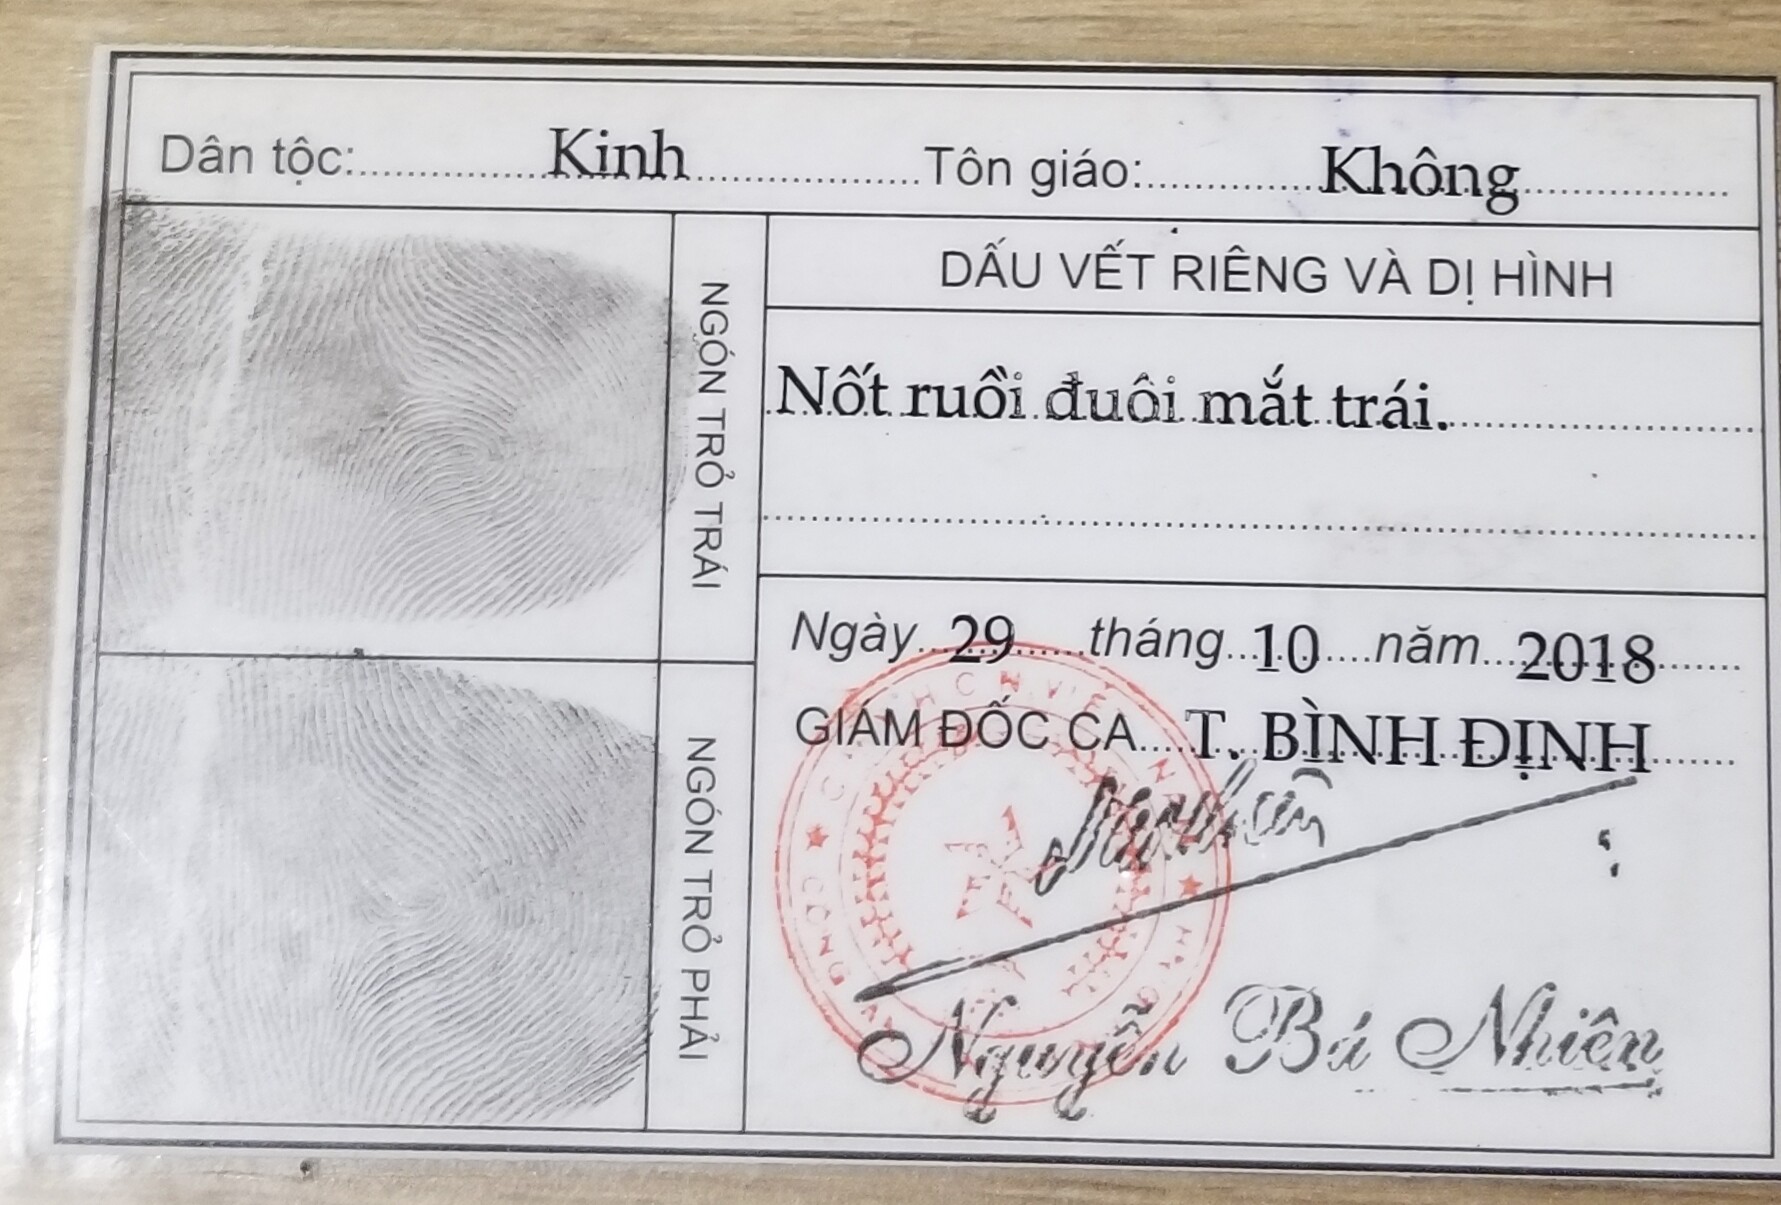 Dân tộc: Kinh Tôn giáo: Không
NGÓN TRỎ TRÁI
DẤU VẾT RIÊNG VÀ DỊ HÌNH
Nốt ruồi đuôi mắt trái.
NGÓN TRỎ PHẢI
Ngày 29 tháng 10 năm 2018
GIÁM ĐỐC CA T. BÌNH ĐỊNH
Nguyễn Bá Nhiên